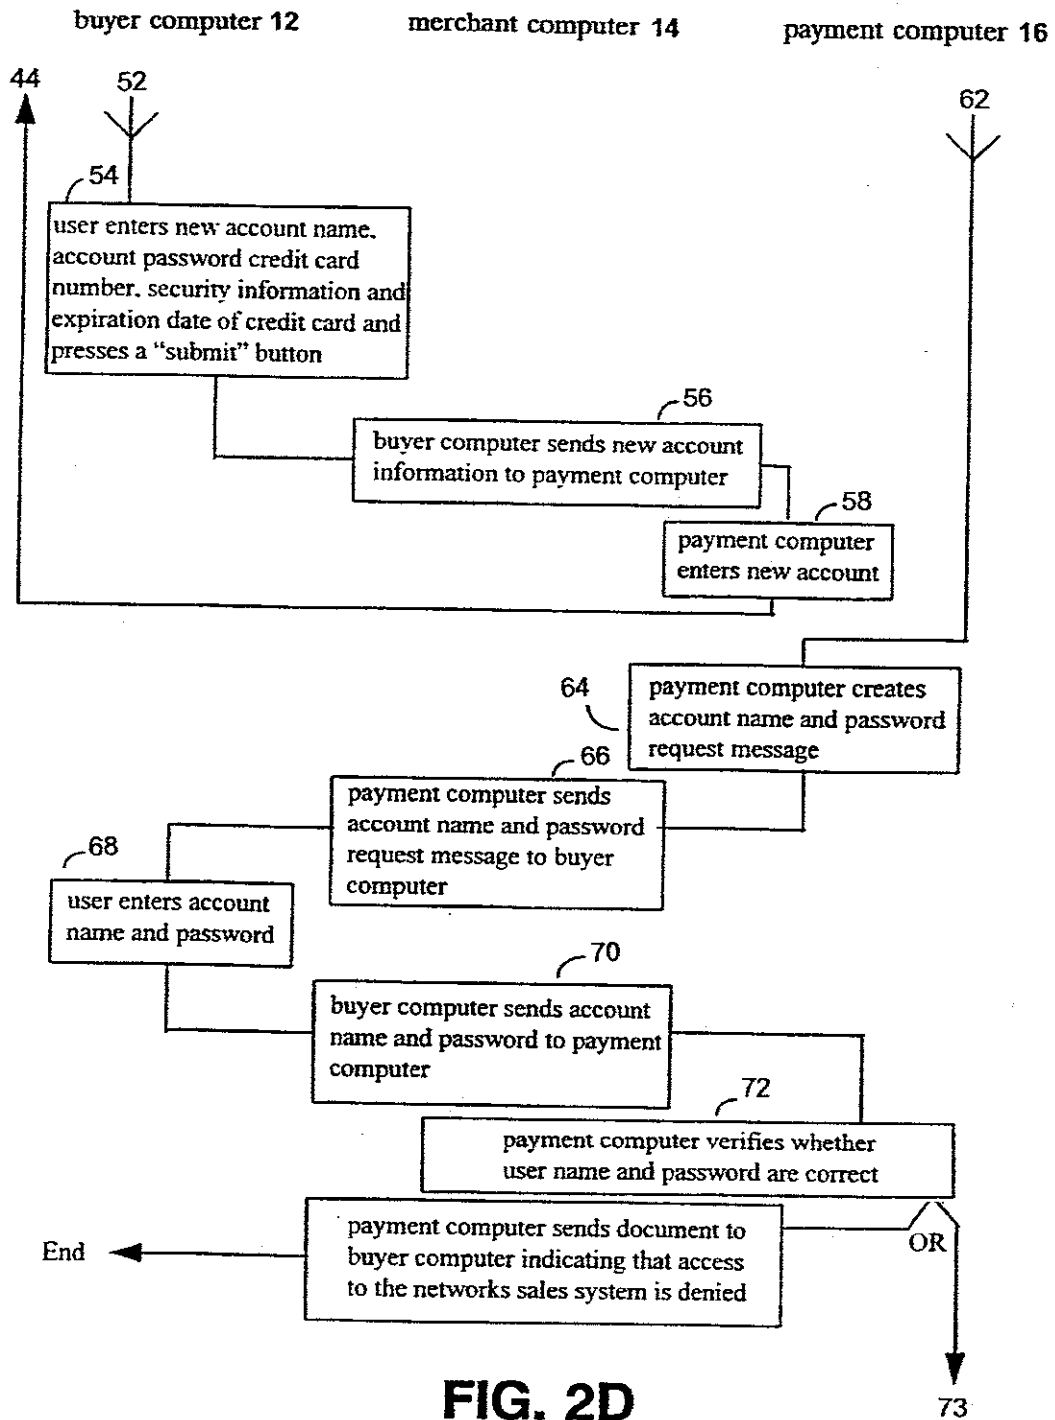 buyer computer 12
merchant computer 14
payment computer 16
44
52
62
54
user enters new account name.
account password credit card
number. security information and
expiration date of credit card and
presses a “submit” button
56
buyer computer sends new account
information to payment computer
58
payment computer
enters new account
64
payment computer creates
account name and password
request message
66
payment computer sends
account name and password
request message to buyer
computer
68
user enters account
name and password
70
buyer computer sends account
name and password to payment
computer
72
payment computer verifies whether
user name and password are correct
payment computer sends document to
buyer computer indicating that access
to the networks sales system is denied
End
OR
73
FIG. 2D